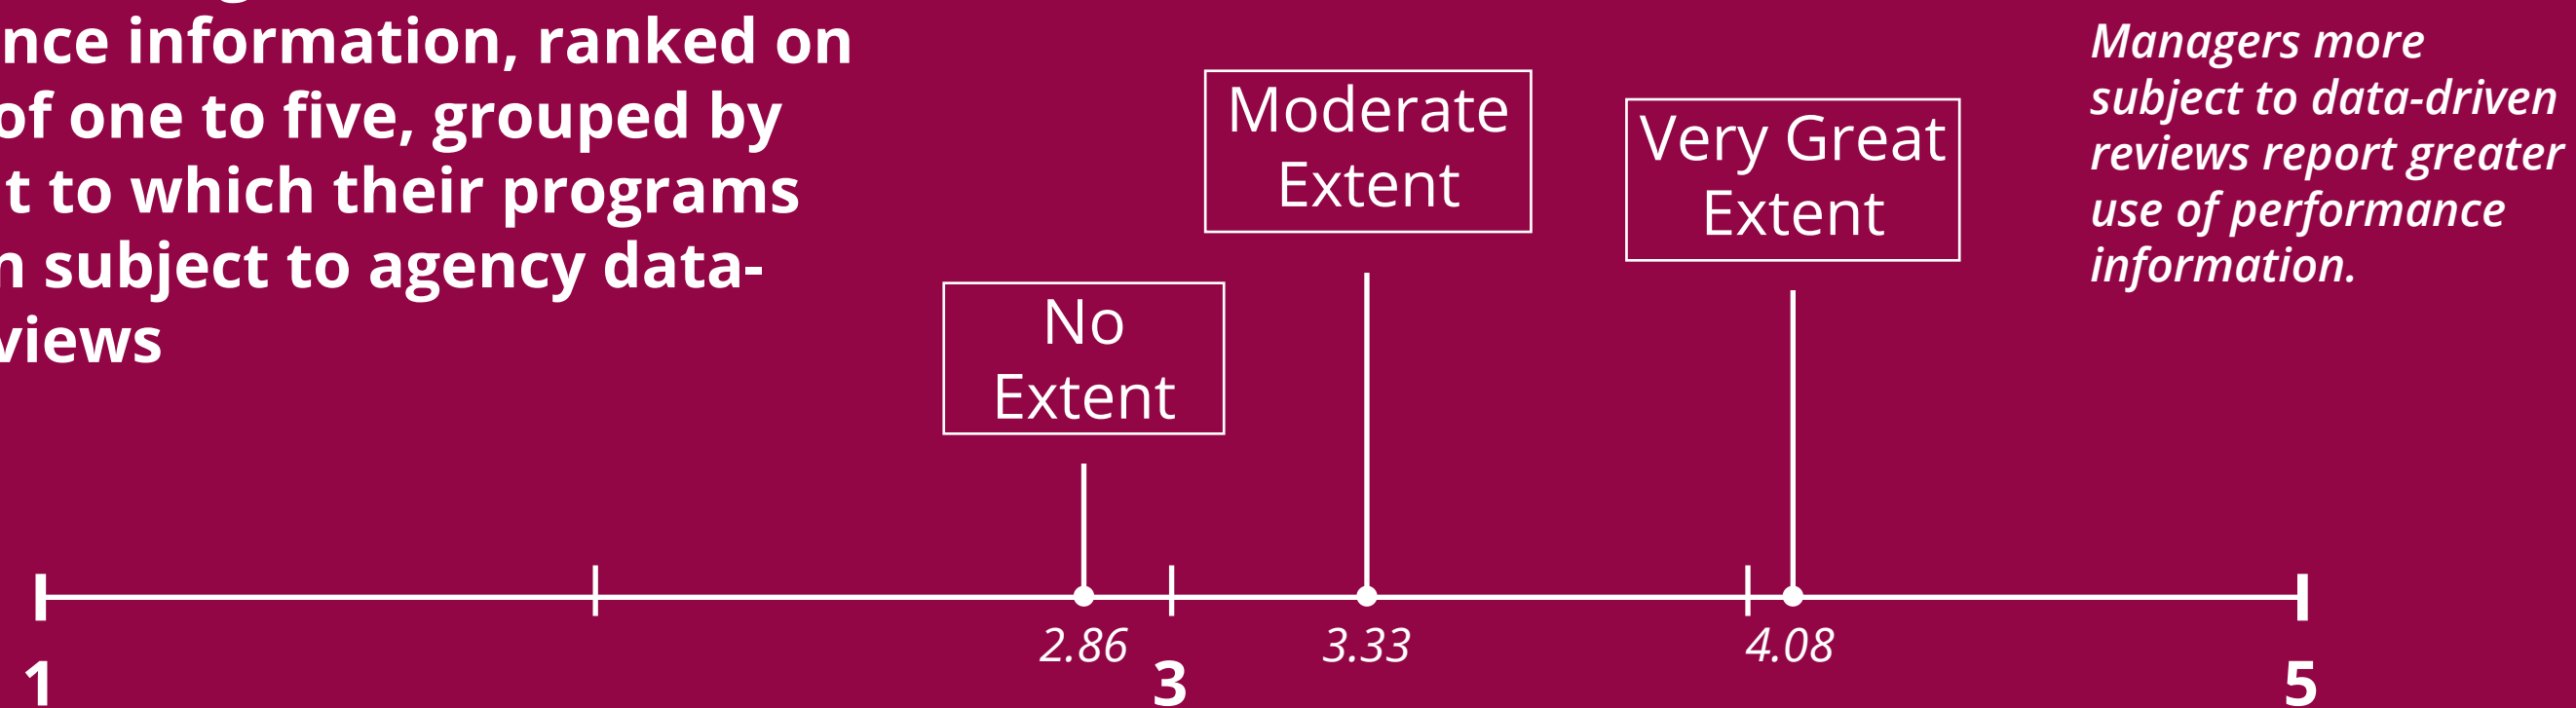 nce information, ranked on
of one to five, grouped by
t to which their programs
n subject to agency data-
views
No
Extent
Moderate
Extent
Very Great
Extent
Managers more
subject to data-driven
reviews report greater
use of performance
information.
2.86
3.33
4.08
1
3
5